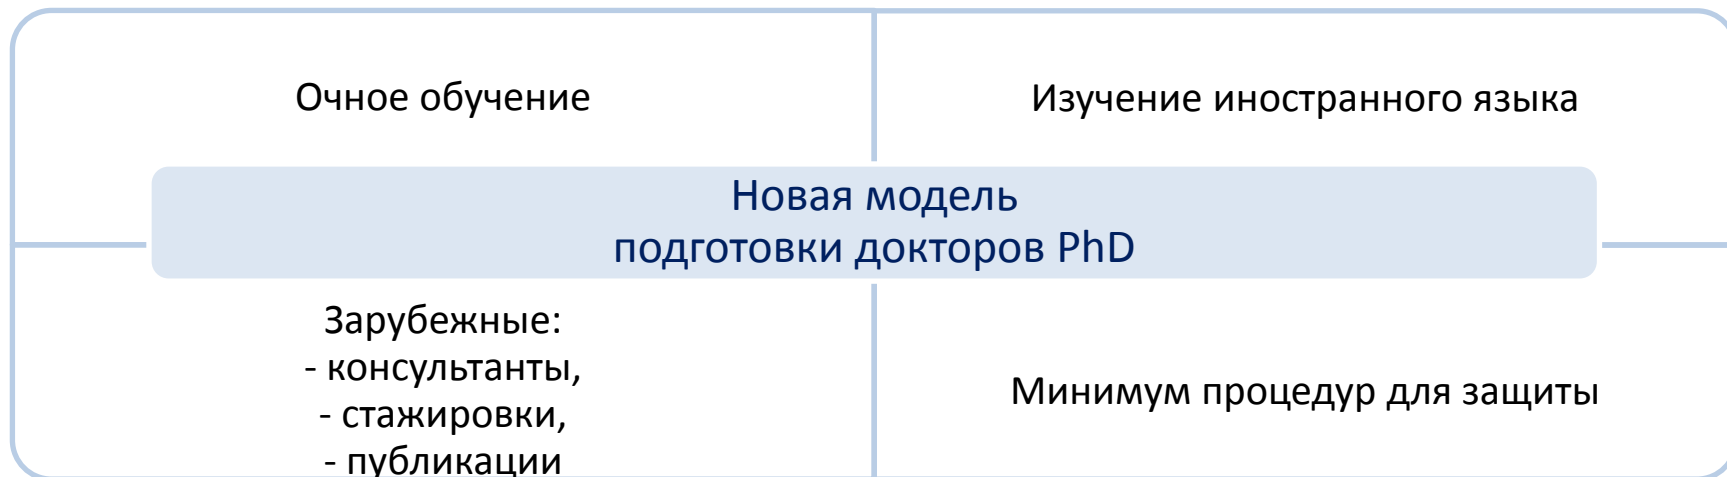 Очное обучение
Изучение иностранного языка
Новая модель
подготовки докторов PhD
Зарубежные:
- консультанты,
- стажировки,
- публикации
Минимум процедур для защиты